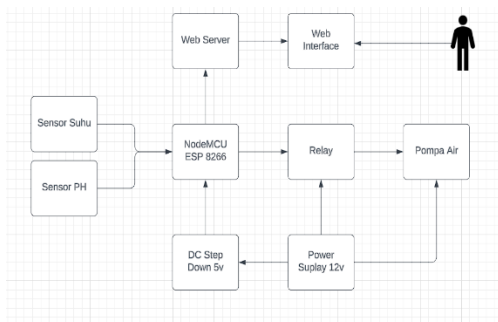 Web Server
Web
Interface
Sensor Suhu
NodeMCU
ESP 8266
Relay
Pompa Air
Sensor PH
DC Step
Down 5v
Power
Suplay 12v